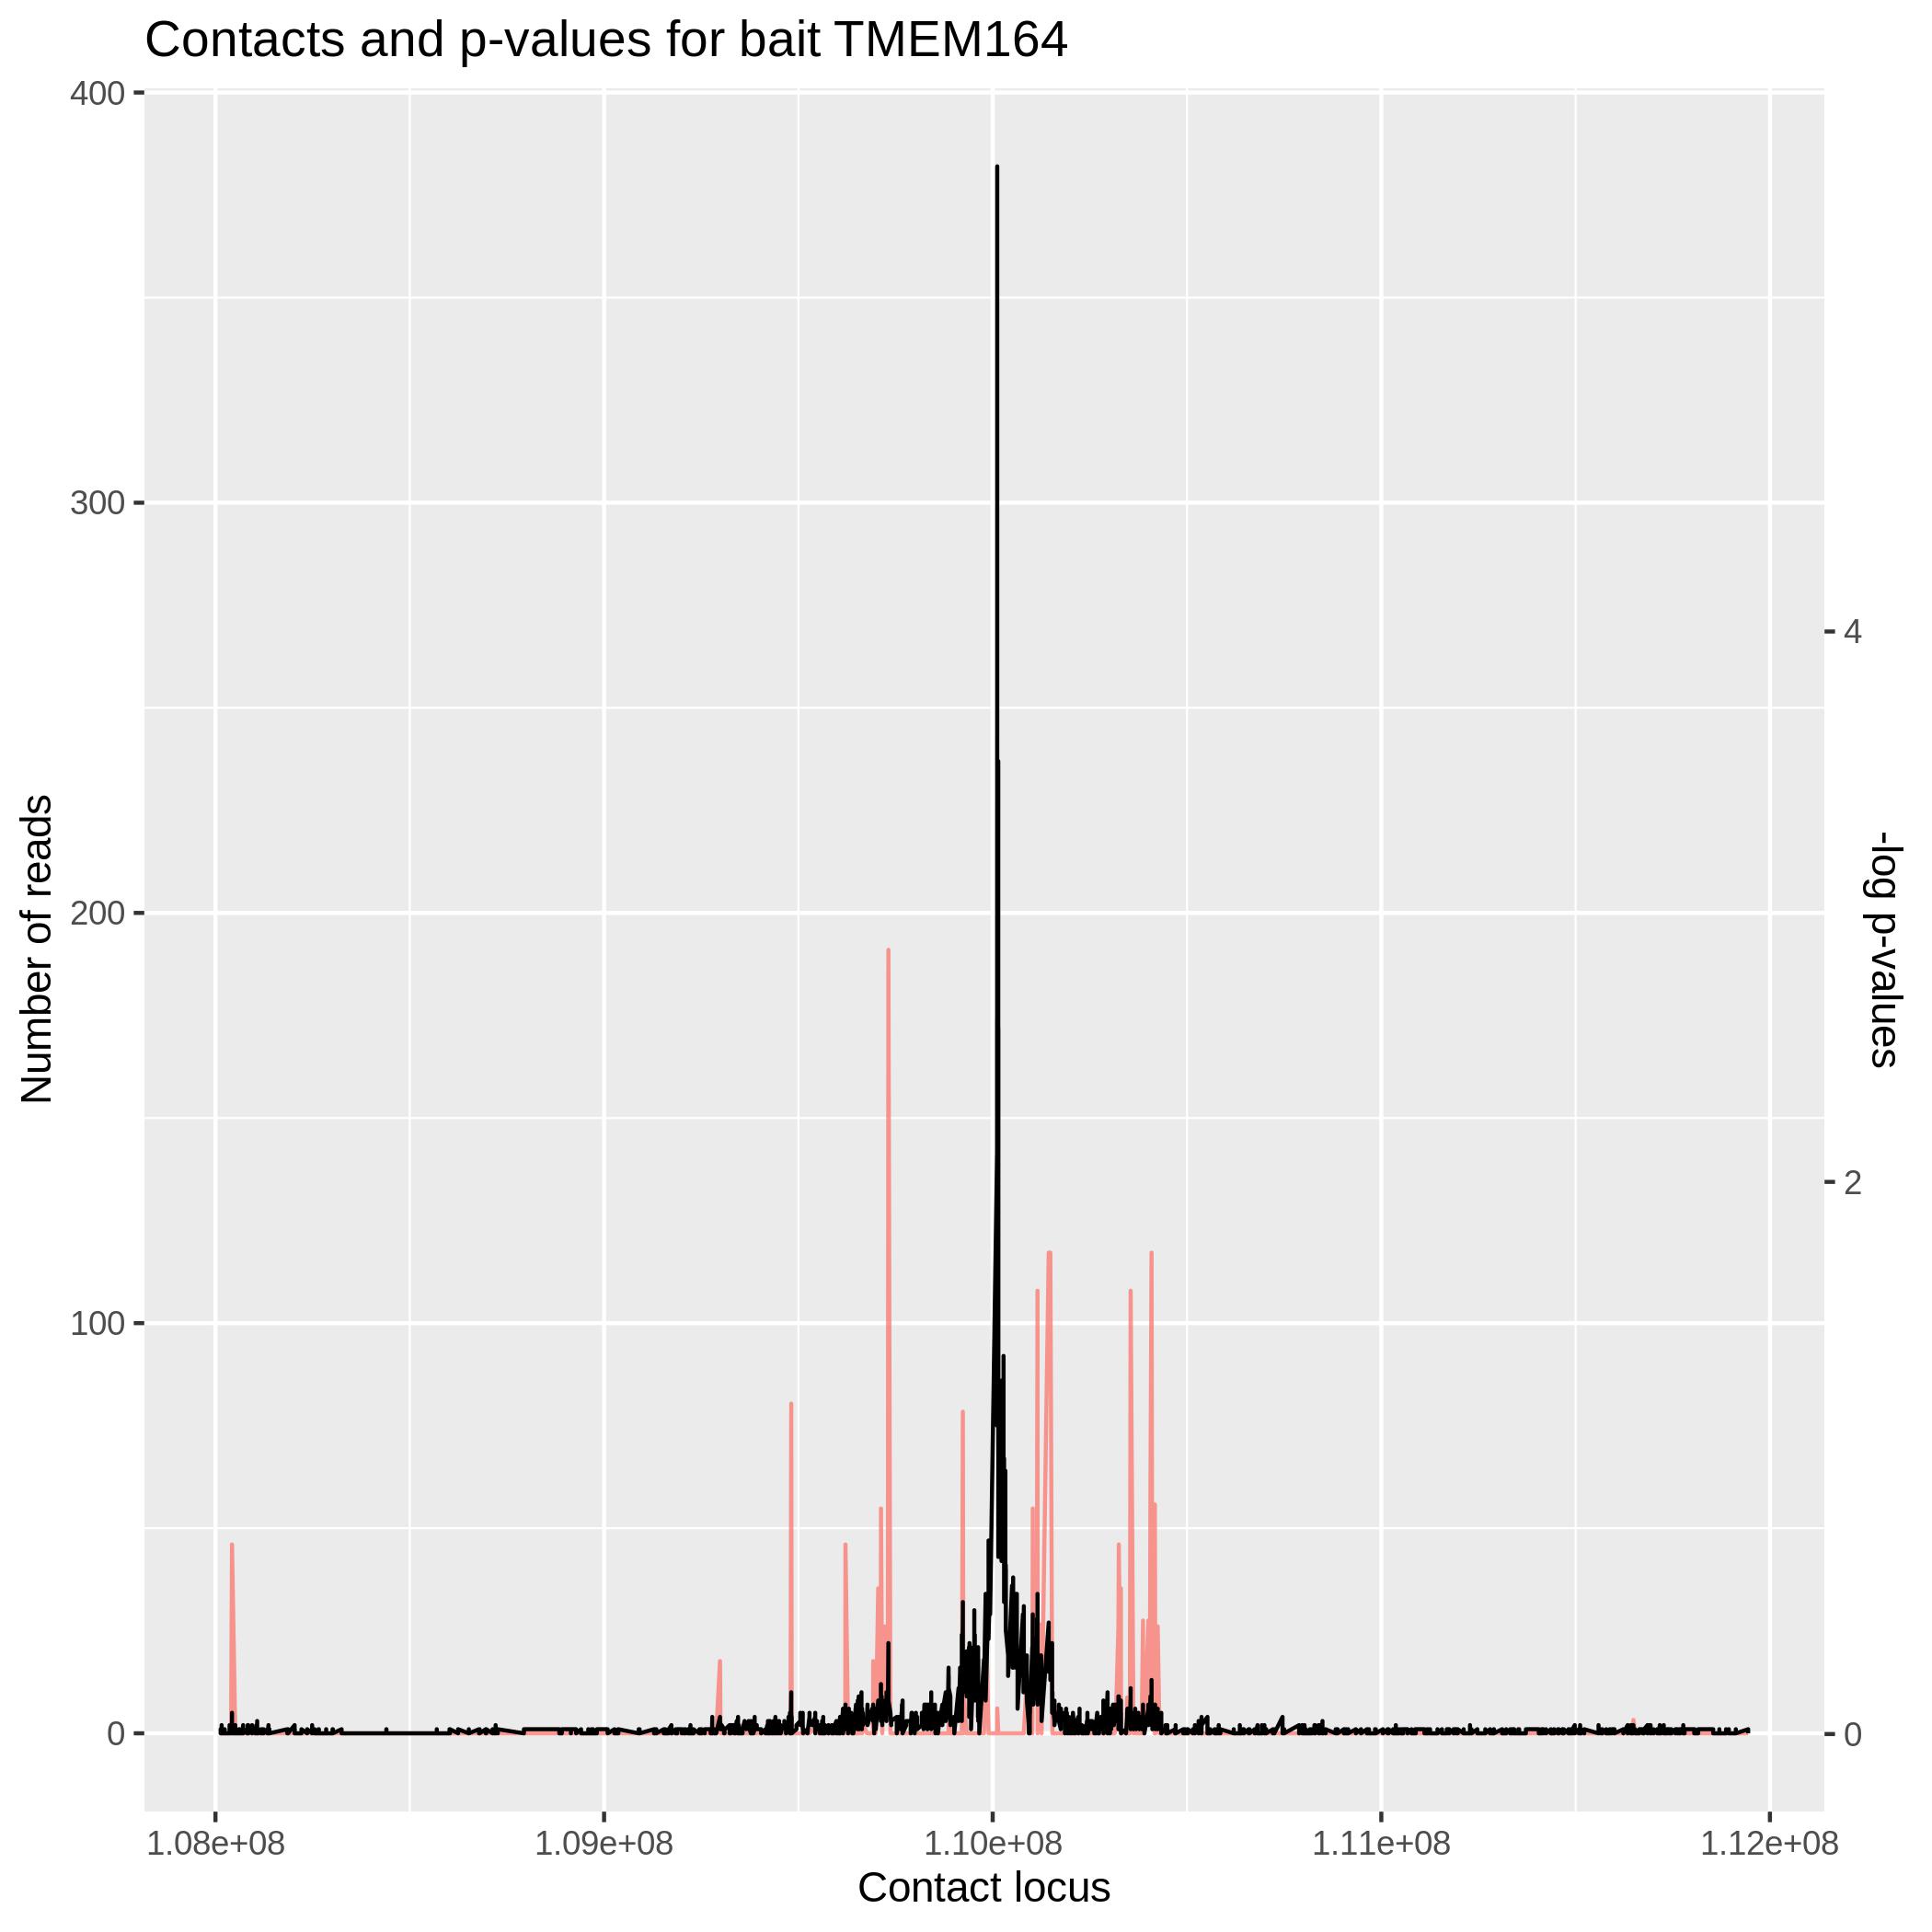 Contacts and p-values for bait TMEM164
400
300
200
100
0
Number of reads
4
2
0
-log p-values
1.08e+08
1.09e+08
1.10e+08
1.11e+08
1.12e+08
Contact locus